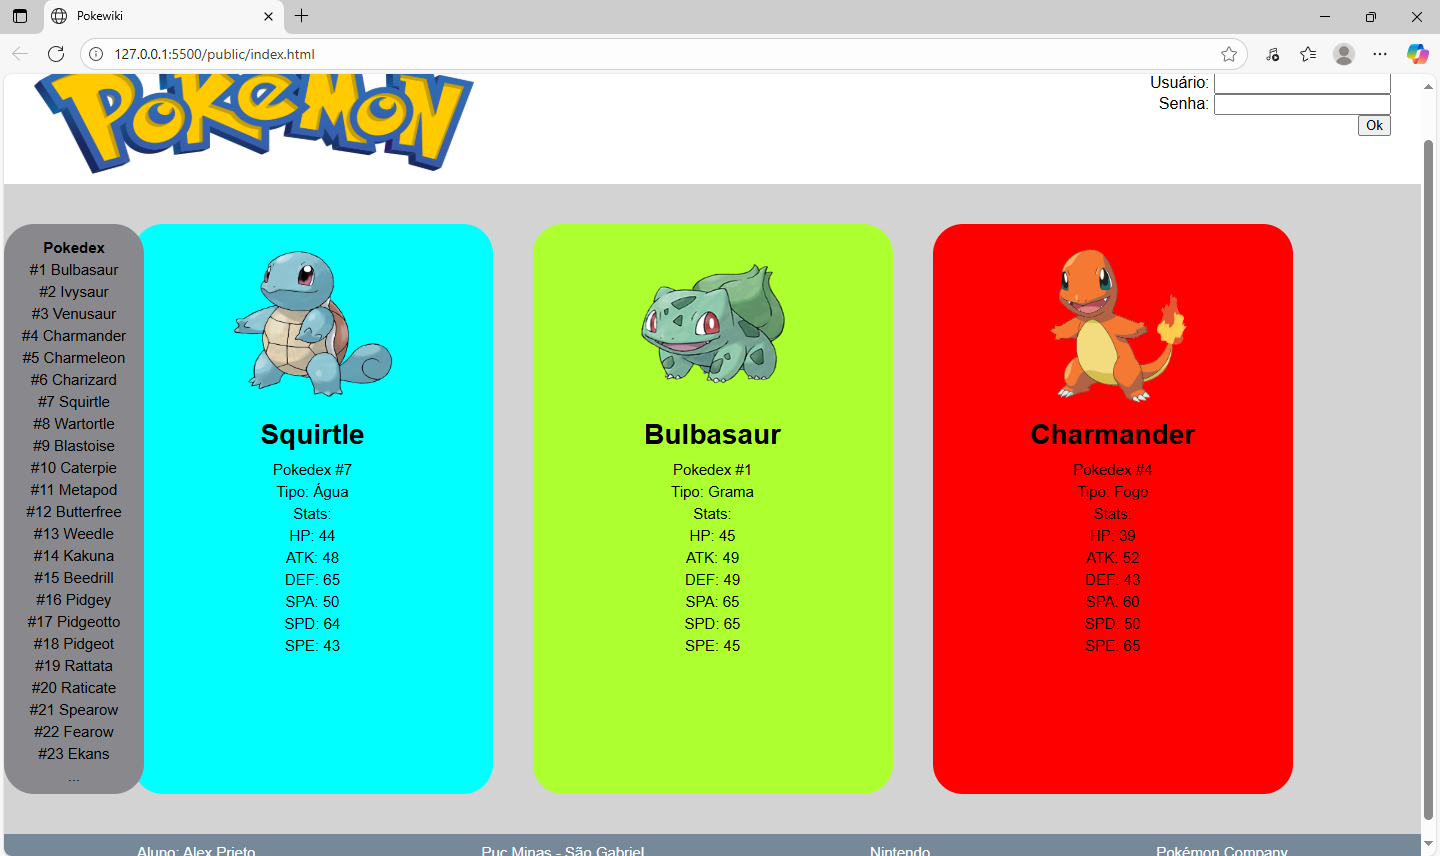 Pokewiki
127.0.0.1:5500/public/index.html
POKéMON
Usuário:
Senha:
Ok
Pokedex
#1 Bulbasaur
#2 Ivysaur
#3 Venusaur
#4 Charmander
#5 Charmeleon
#6 Charizard
#7 Squirtle
#8 Wartortle
#9 Blastoise
#10 Caterpie
#11 Metapod
#12 Butterfree
#13 Weedle
#14 Kakuna
#15 Beedrill
#16 Pidgey
#17 Pidgeotto
#18 Pidgeot
#19 Rattata
#20 Raticate
#21 Spearow
#22 Fearow
#23 Ekans
...
Squirtle
Pokedex #7
Tipo: Água
Stats:
HP: 44
ATK: 48
DEF: 65
SPA: 50
SPD: 64
SPE: 43
Bulbasaur
Pokedex #1
Tipo: Grama
Stats:
HP: 45
ATK: 49
DEF: 49
SPA: 65
SPD: 65
SPE: 45
Charmander
Pokedex #4
Tipo: Fogo
Stats:
HP: 39
ATK: 52
DEF: 43
SPA: 60
SPD: 50
SPE: 65
Aluno: Alex Prieto
Puc Minas - São Gabriel
Nintendo
Pokémon Company